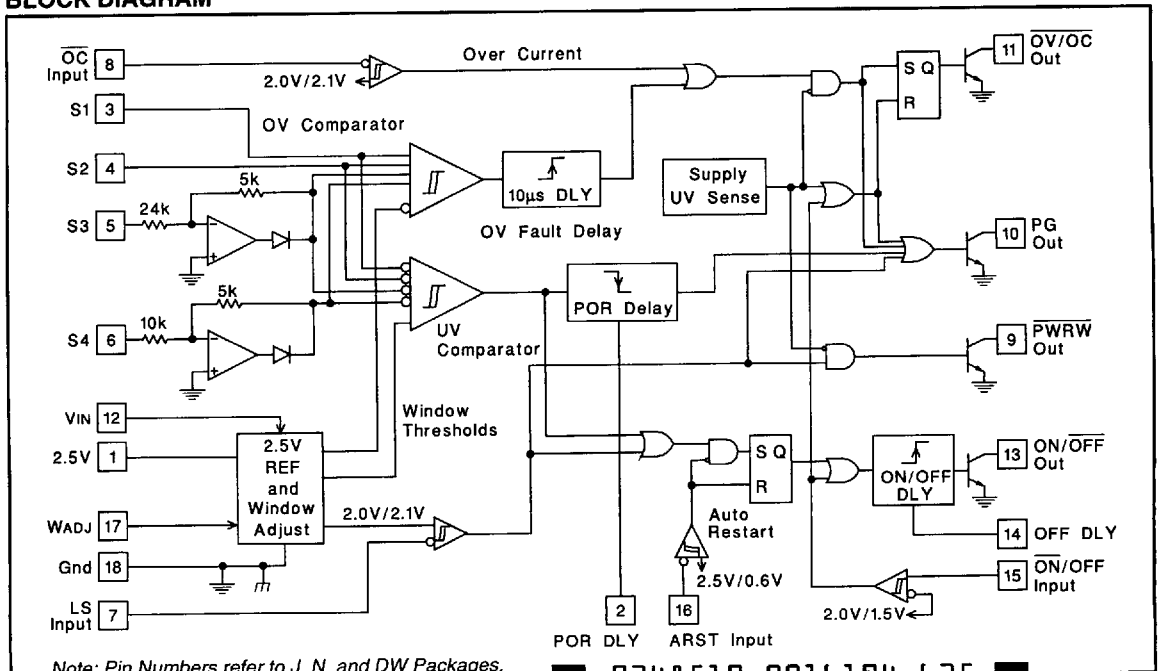 BLOCK DIAGRAM
OC Input 8
2.0V/2.1V
Over Current
S Q
R
11 OV/OC Out
S1 3
OV Comparator
S2 4
5k
10µs DLY
Supply UV Sense
24k
S3 5
OV Fault Delay
10 PG Out
5k
POR Delay
10k
S4 6
UV Comparator
9 PWRW Out
VIN 12
Window Thresholds
2.5V 1
2.5V REF and Window Adjust
S Q
R
ON/OFF DLY
13 ON/OFF Out
WADJ 17
2.0V/2.1V
Auto Restart
14 OFF DLY
Gnd 18
2.5V/0.6V
15 ON/OFF Input
LS Input 7
2
16
2.0V/1.5V
POR DLY
ARST Input
Note: Pin Numbers refer to J, N, and DW Packages.